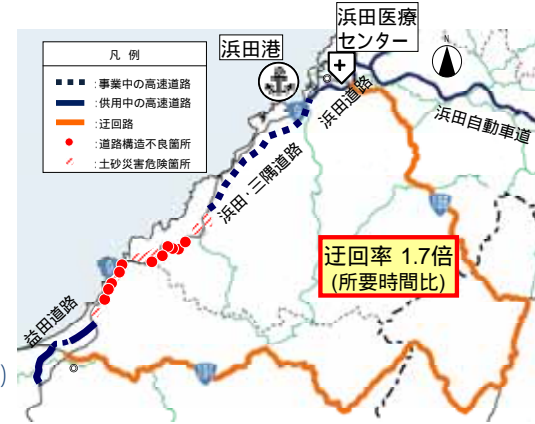 浜田医療
センター
浜田港
N
凡 例
:事業中の高速道路
:供用中の高速道路
:迂回路
:道路構造不良箇所
:土砂災害危険箇所
浜田道路
浜田自動車道
浜田・三隅道路
迂回率 1.7倍
(所要時間比)
益田道路
)